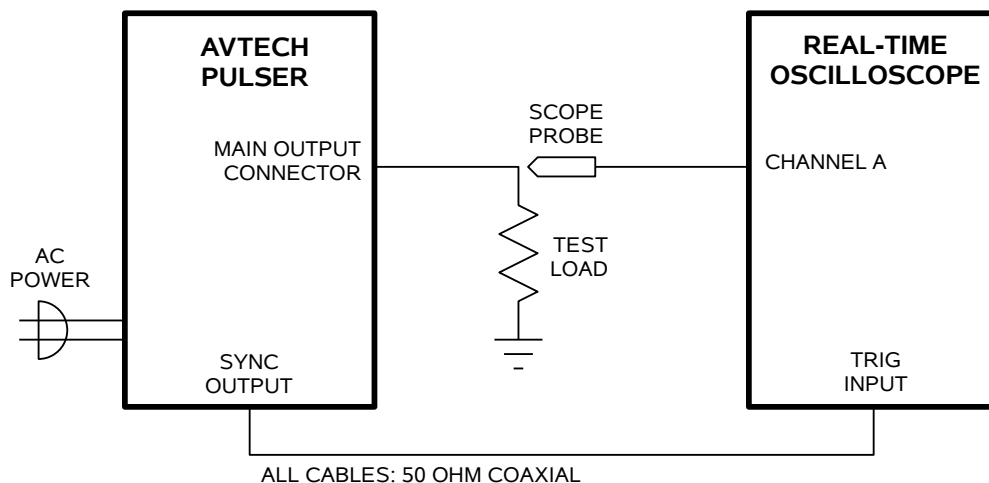 AVTECH
PULSER
MAIN OUTPUT
CONNECTOR
AC
POWER
SYNC
OUTPUT
SCOPE
PROBE
TEST
LOAD
REAL-TIME
OSCILLOSCOPE
CHANNEL A
TRIG
INPUT
ALL CABLES: 50 OHM COAXIAL